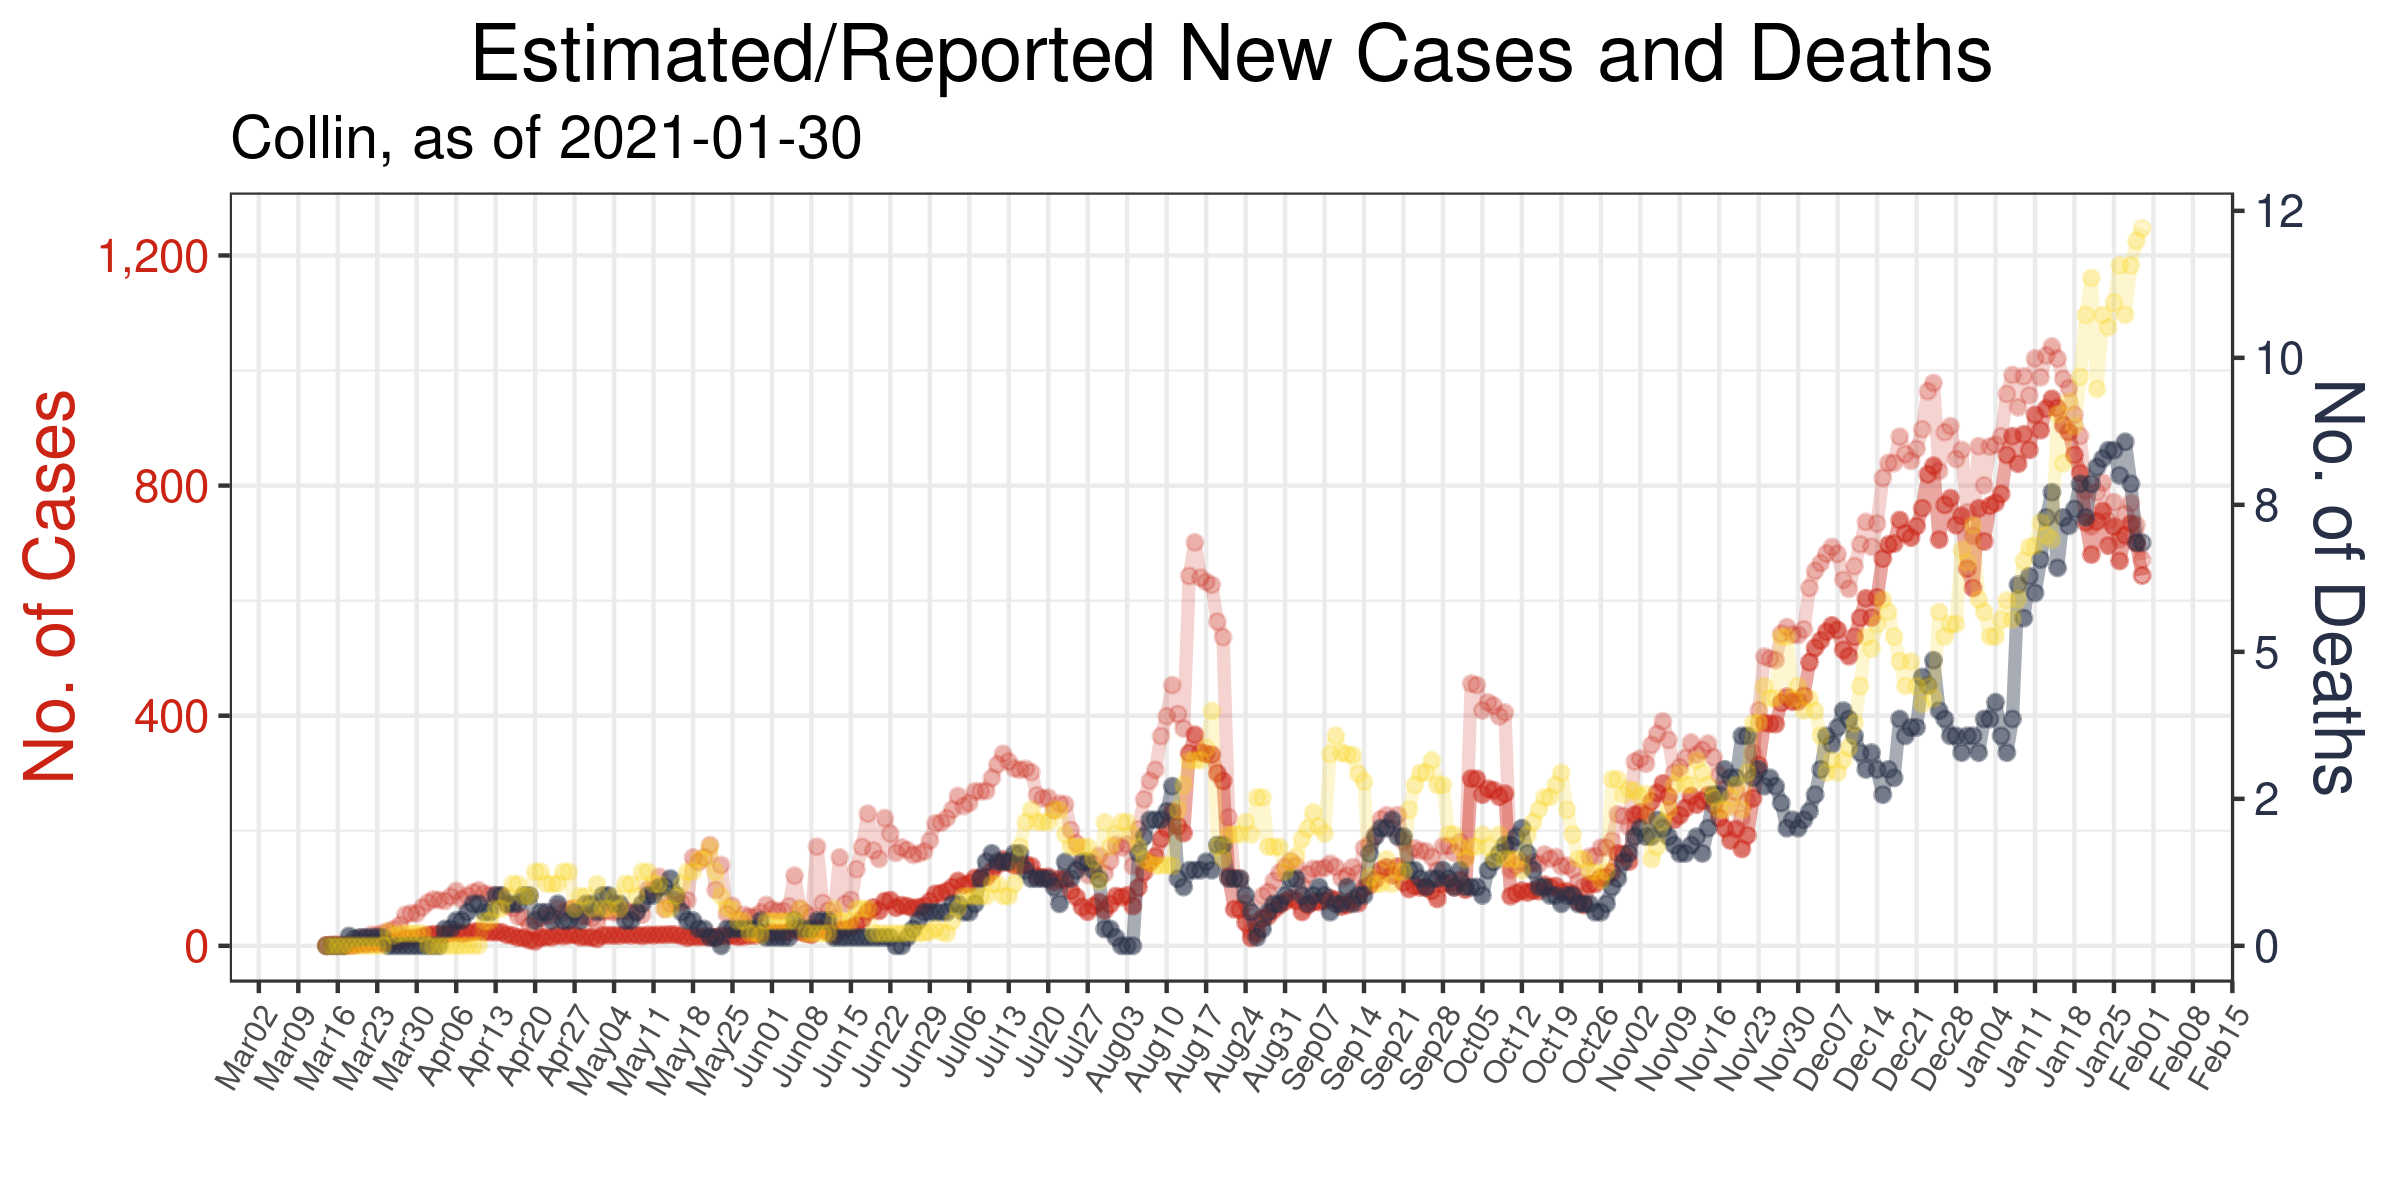 Estimated/Reported New Cases and Deaths
Collin, as of 2021-01-30
No. of Cases
1,200
800
400
0
12
10
8
5
2
0
No. of Deaths
Mar02
Mar09
Mar16
Mar23
Mar30
Apr06
Apr13
Apr20
Apr27
May04
May11
May18
May25
Jun01
Jun08
Jun15
Jun22
Jun29
Jul06
Jul13
Jul20
Jul27
Aug03
Aug10
Aug17
Aug24
Aug31
Sep07
Sep14
Sep21
Sep28
Oct05
Oct12
Oct19
Oct26
Nov02
Nov09
Nov16
Nov23
Nov30
Dec07
Dec14
Dec21
Dec28
Jan04
Jan11
Jan18
Jan25
Feb01
Feb08
Feb15